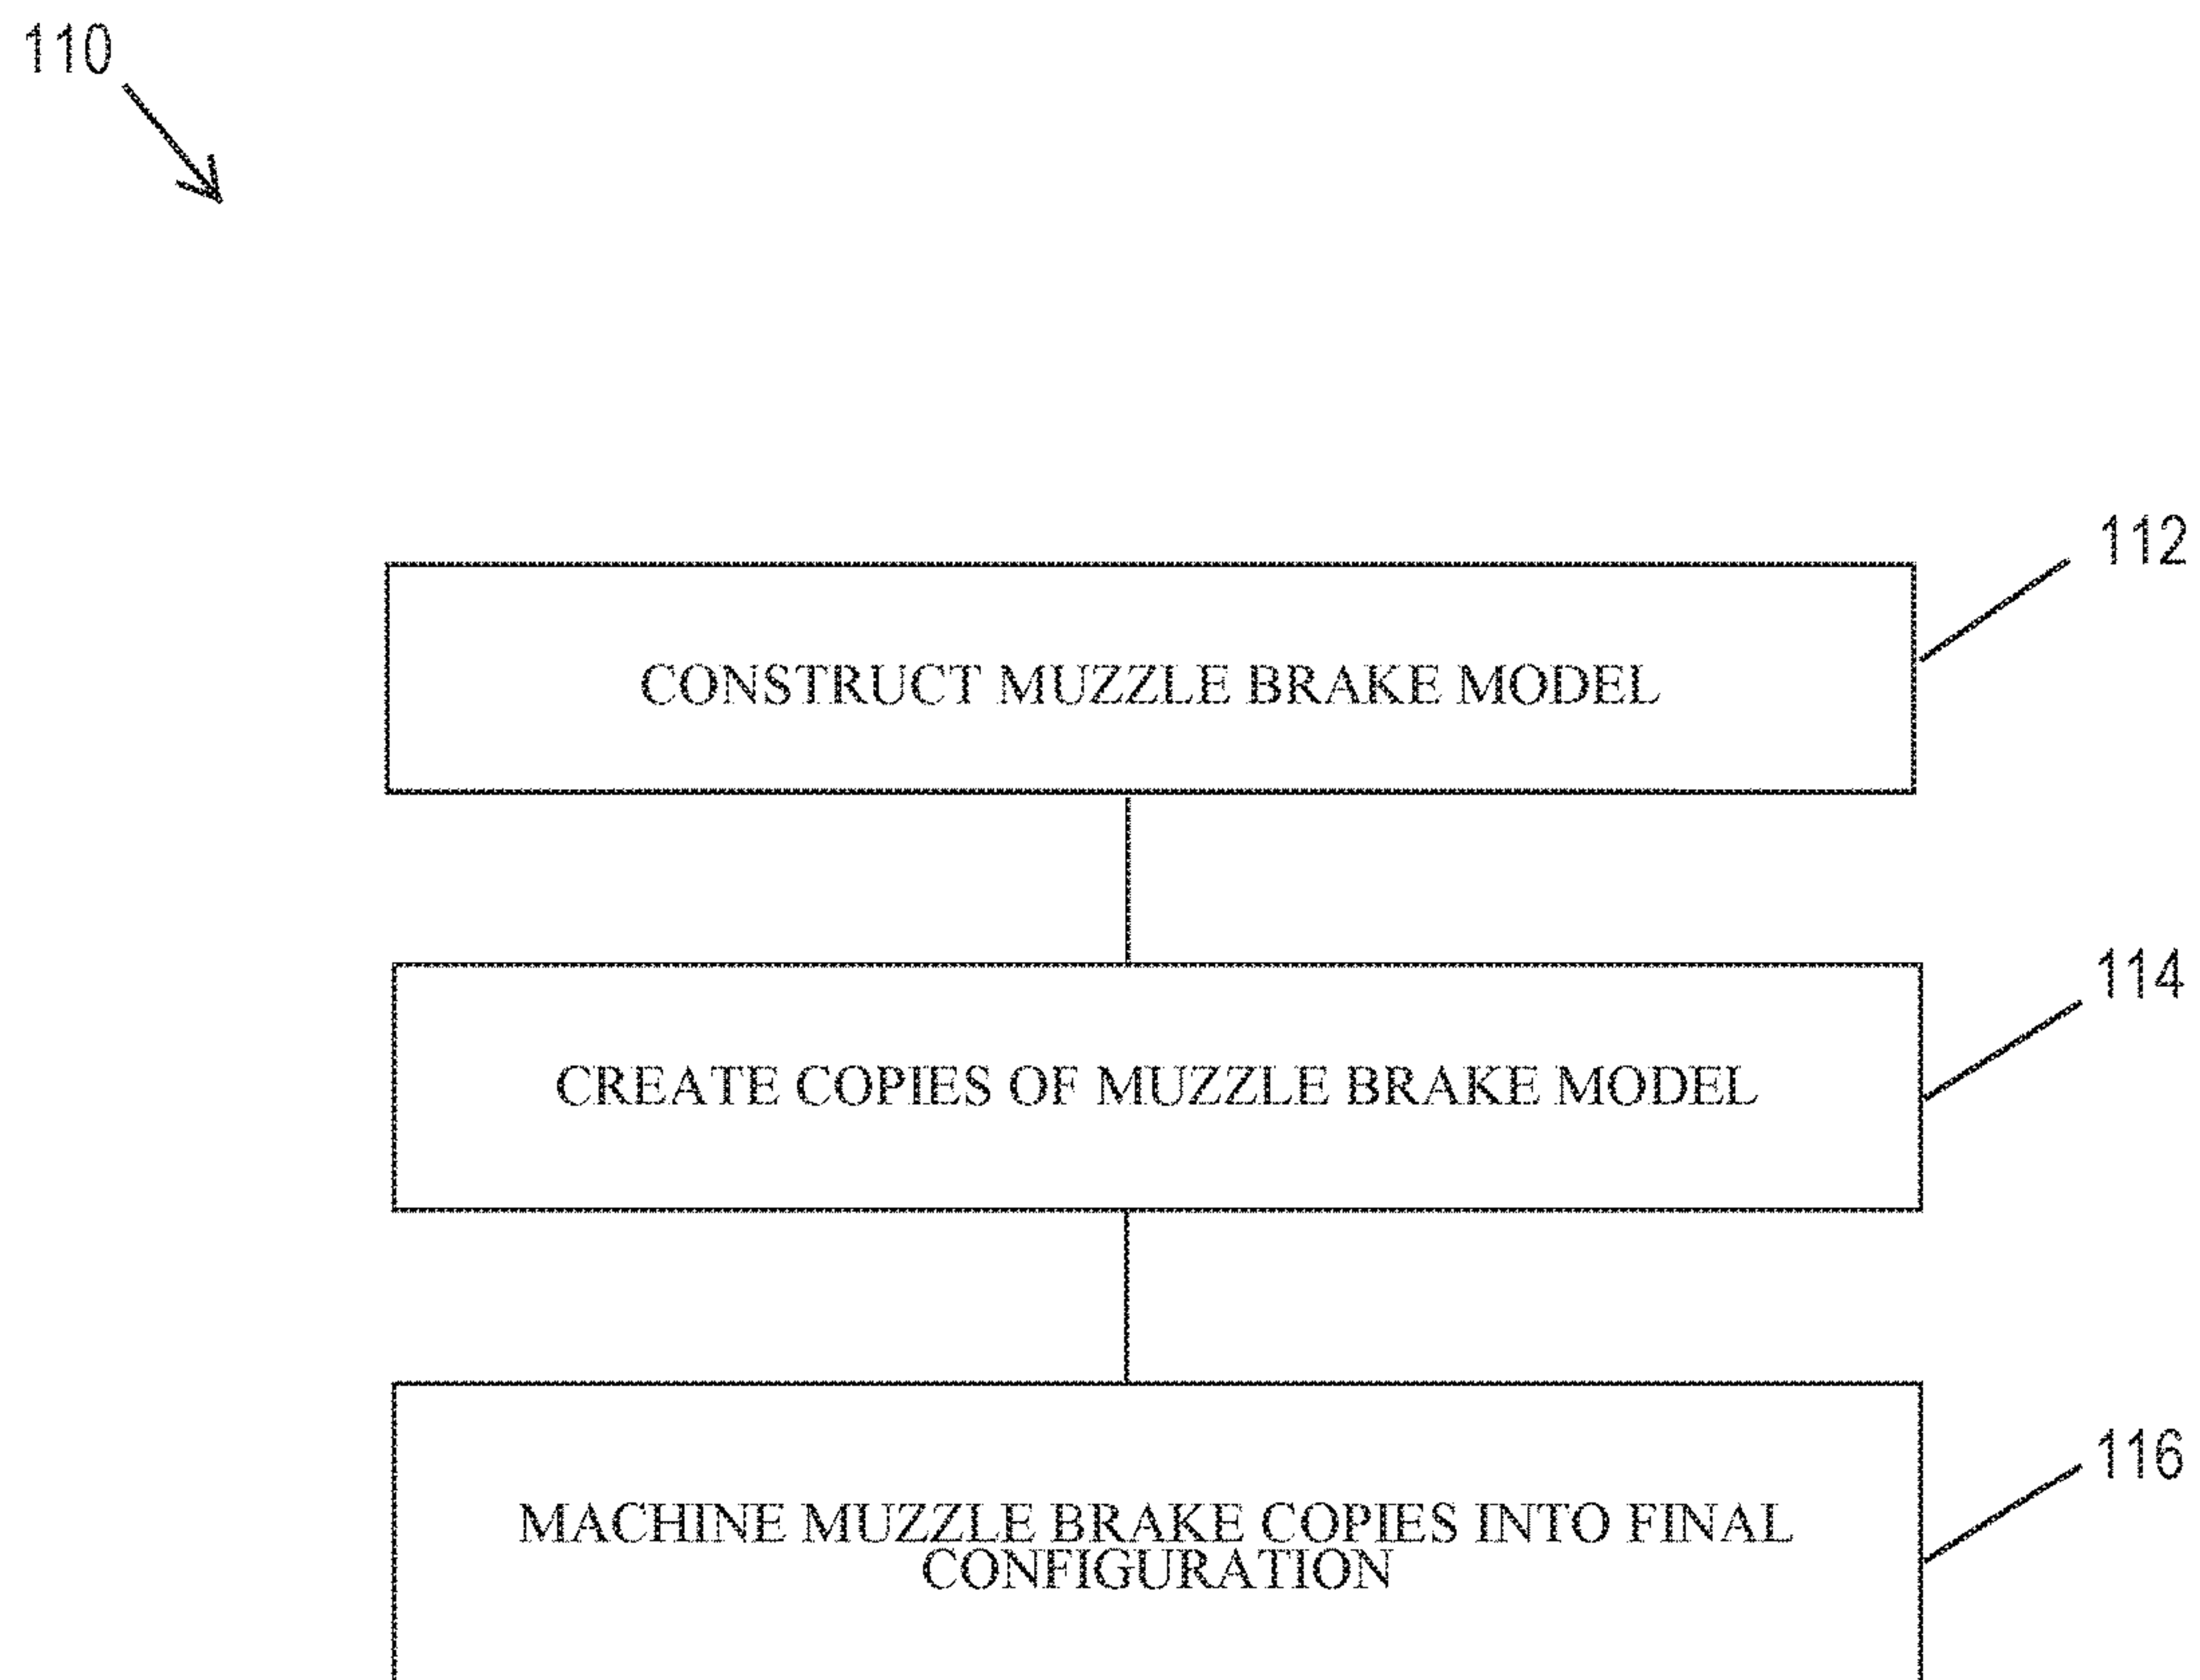 110
112
CONSTRUCT MUZZLE BRAKE MODEL
114
CREATE COPIES OF MUZZLE BRAKE MODEL
116
MACHINE MUZZLE BRAKE COPIES INTO FINAL
CONFIGURATION